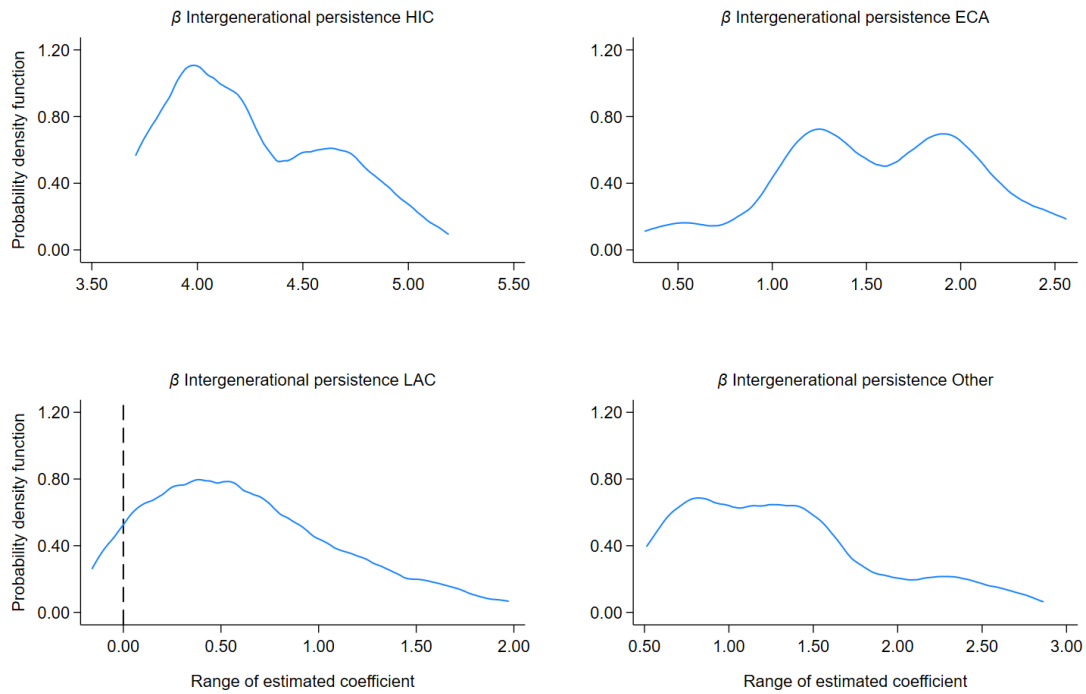 β Intergenerational persistence HIC
Probability density function
1.20
0.80
0.40
0.00
3.50 4.00 4.50 5.00 5.50
β Intergenerational persistence ECA
1.20
0.80
0.40
0.00
0.50 1.00 1.50 2.00 2.50
β Intergenerational persistence LAC
Probability density function
1.20
0.80
0.40
0.00
0.00 0.50 1.00 1.50 2.00
Range of estimated coefficient
β Intergenerational persistence Other
1.20
0.80
0.40
0.00
0.50 1.00 1.50 2.00 2.50 3.00
Range of estimated coefficient